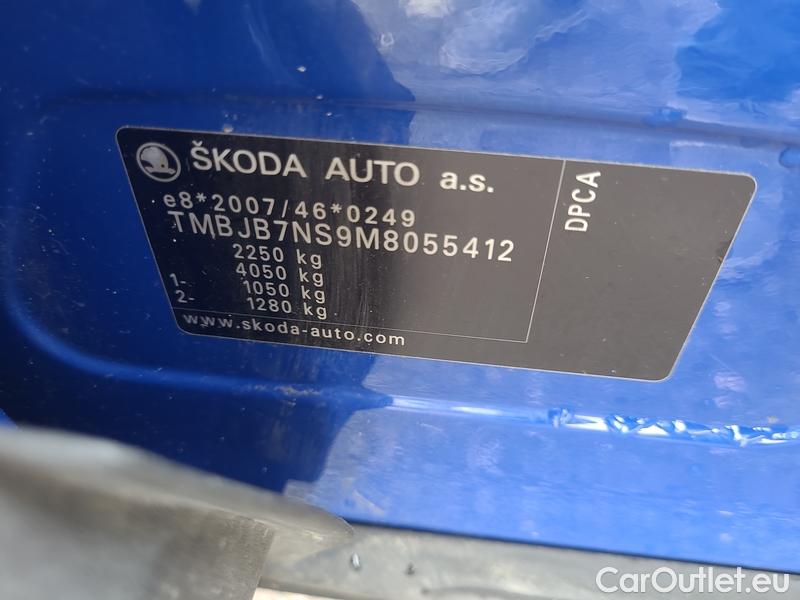 ŠKODA AUTO a.s.
e8*2007/46*0249
TMBJB7NS9M8055412
2250 kg
4050 kg
1- 1050 kg
2- 1280 kg
www.skoda-auto.com
DPCA
CarOutlet.eu